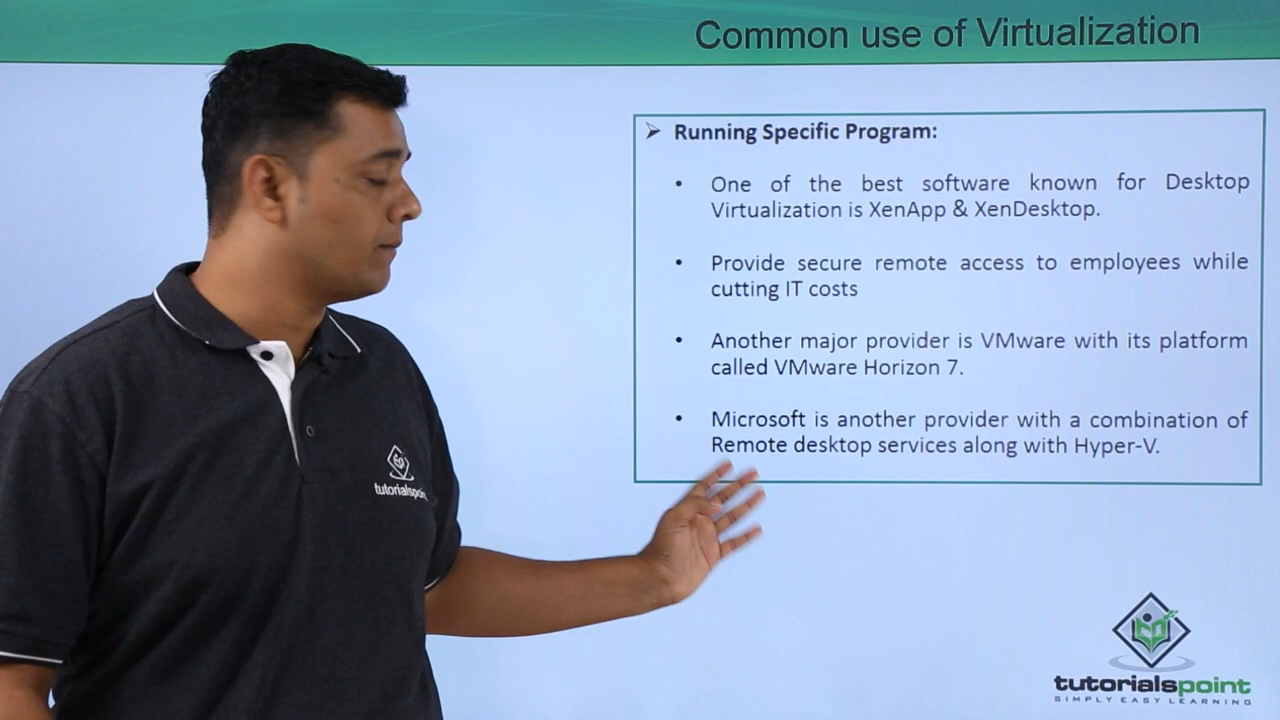 Common use of Virtualization
➢ Running Specific Program:
• One of the best software known for Desktop
Virtualization is XenApp & XenDesktop.
• Provide secure remote access to employees while
cutting IT costs
• Another major provider is VMware with its platform
called VMware Horizon 7.
• Microsoft is another provider with a combination of
Remote desktop services along with Hyper-V.
tutorialspoint
tutorialspoint
SIMPLY EASY LEARNING